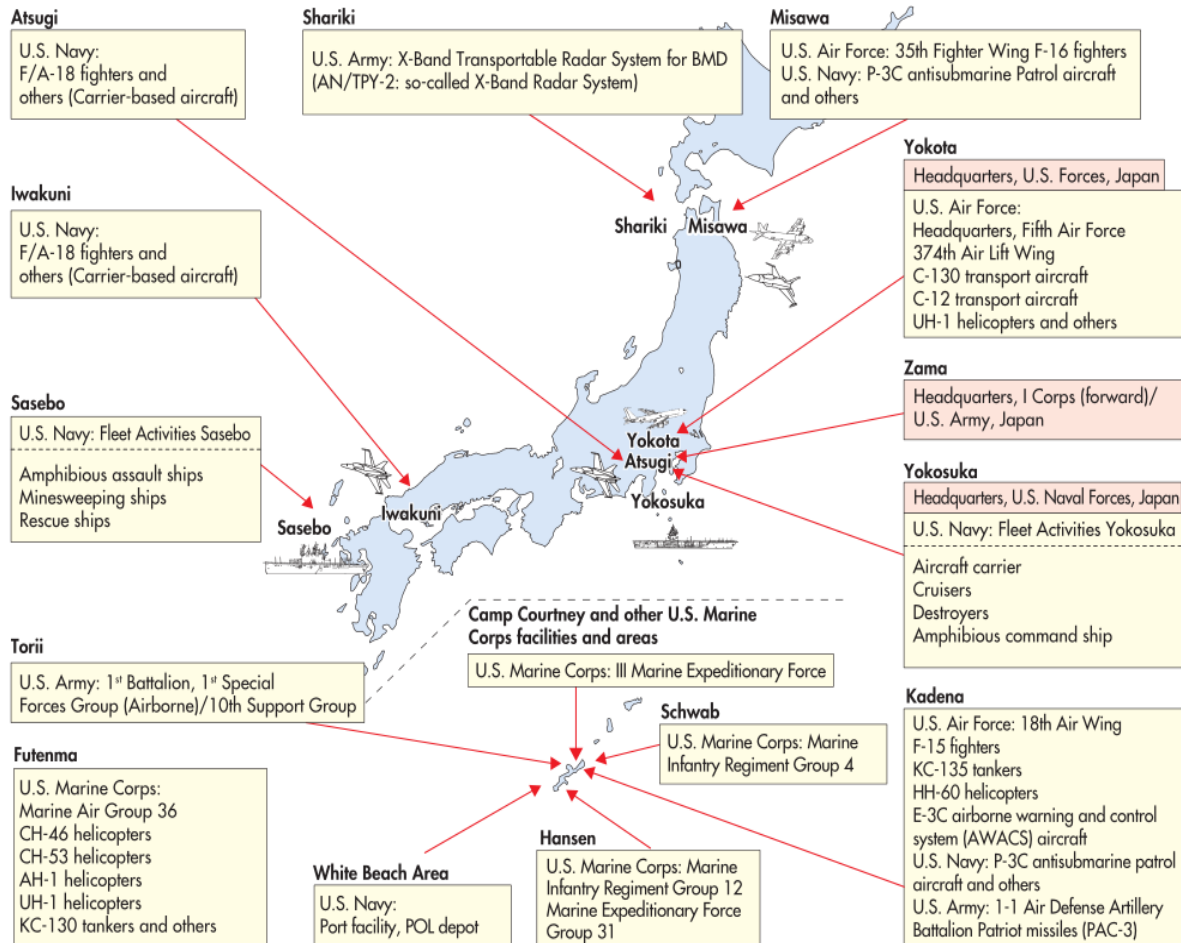 Atsugi
U.S. Navy:
F/A-18 fighters and
others (Carrier-based aircraft)
Shariki
U.S. Army: X-Band Transportable Radar System for BMD
(AN/TPY-2: so-called X-Band Radar System)
Misawa
U.S. Air Force: 35th Fighter Wing F-16 fighters
U.S. Navy: P-3C antisubmarine Patrol aircraft
and others
Iwakuni
U.S. Navy:
F/A-18 fighters and
others (Carrier-based aircraft)
Yokota
Headquarters, U.S. Forces, Japan
U.S. Air Force:
Headquarters, Fifth Air Force
374th Air Lift Wing
C-130 transport aircraft
C-12 transport aircraft
UH-1 helicopters and others
Shariki
Misawa
Zama
Headquarters, I Corps (forward)/
U.S. Army, Japan
Sasebo
U.S. Navy: Fleet Activities Sasebo
Amphibious assault ships
Minesweeping ships
Rescue ships
Yokota
Atsugi
Yokosuka
Iwakuni
Sasebo
Yokosuka
Headquarters, U.S. Naval Forces, Japan
U.S. Navy: Fleet Activities Yokosuka
Aircraft carrier
Cruisers
Destroyers
Amphibious command ship
Torii
U.S. Army: 1st Battalion, 1st Special
Forces Group (Airborne)/10th Support Group
Camp Courtney and other U.S. Marine
Corps facilities and areas
U.S. Marine Corps: III Marine Expeditionary Force
Schwab
U.S. Marine Corps: Marine
Infantry Regiment Group 4
Kadena
U.S. Air Force: 18th Air Wing
F-15 fighters
KC-135 tankers
HH-60 helicopters
E-3C airborne warning and control
system (AWACS) aircraft
U.S. Navy: P-3C antisubmarine patrol
aircraft and others
U.S. Army: 1-1 Air Defense Artillery
Battalion Patriot missiles (PAC-3)
Futenma
U.S. Marine Corps:
Marine Air Group 36
CH-46 helicopters
CH-53 helicopters
AH-1 helicopters
UH-1 helicopters
KC-130 tankers and others
White Beach Area
U.S. Navy:
Port facility, POL depot
Hansen
U.S. Marine Corps: Marine
Infantry Regiment Group 12
Marine Expeditionary Force
Group 31